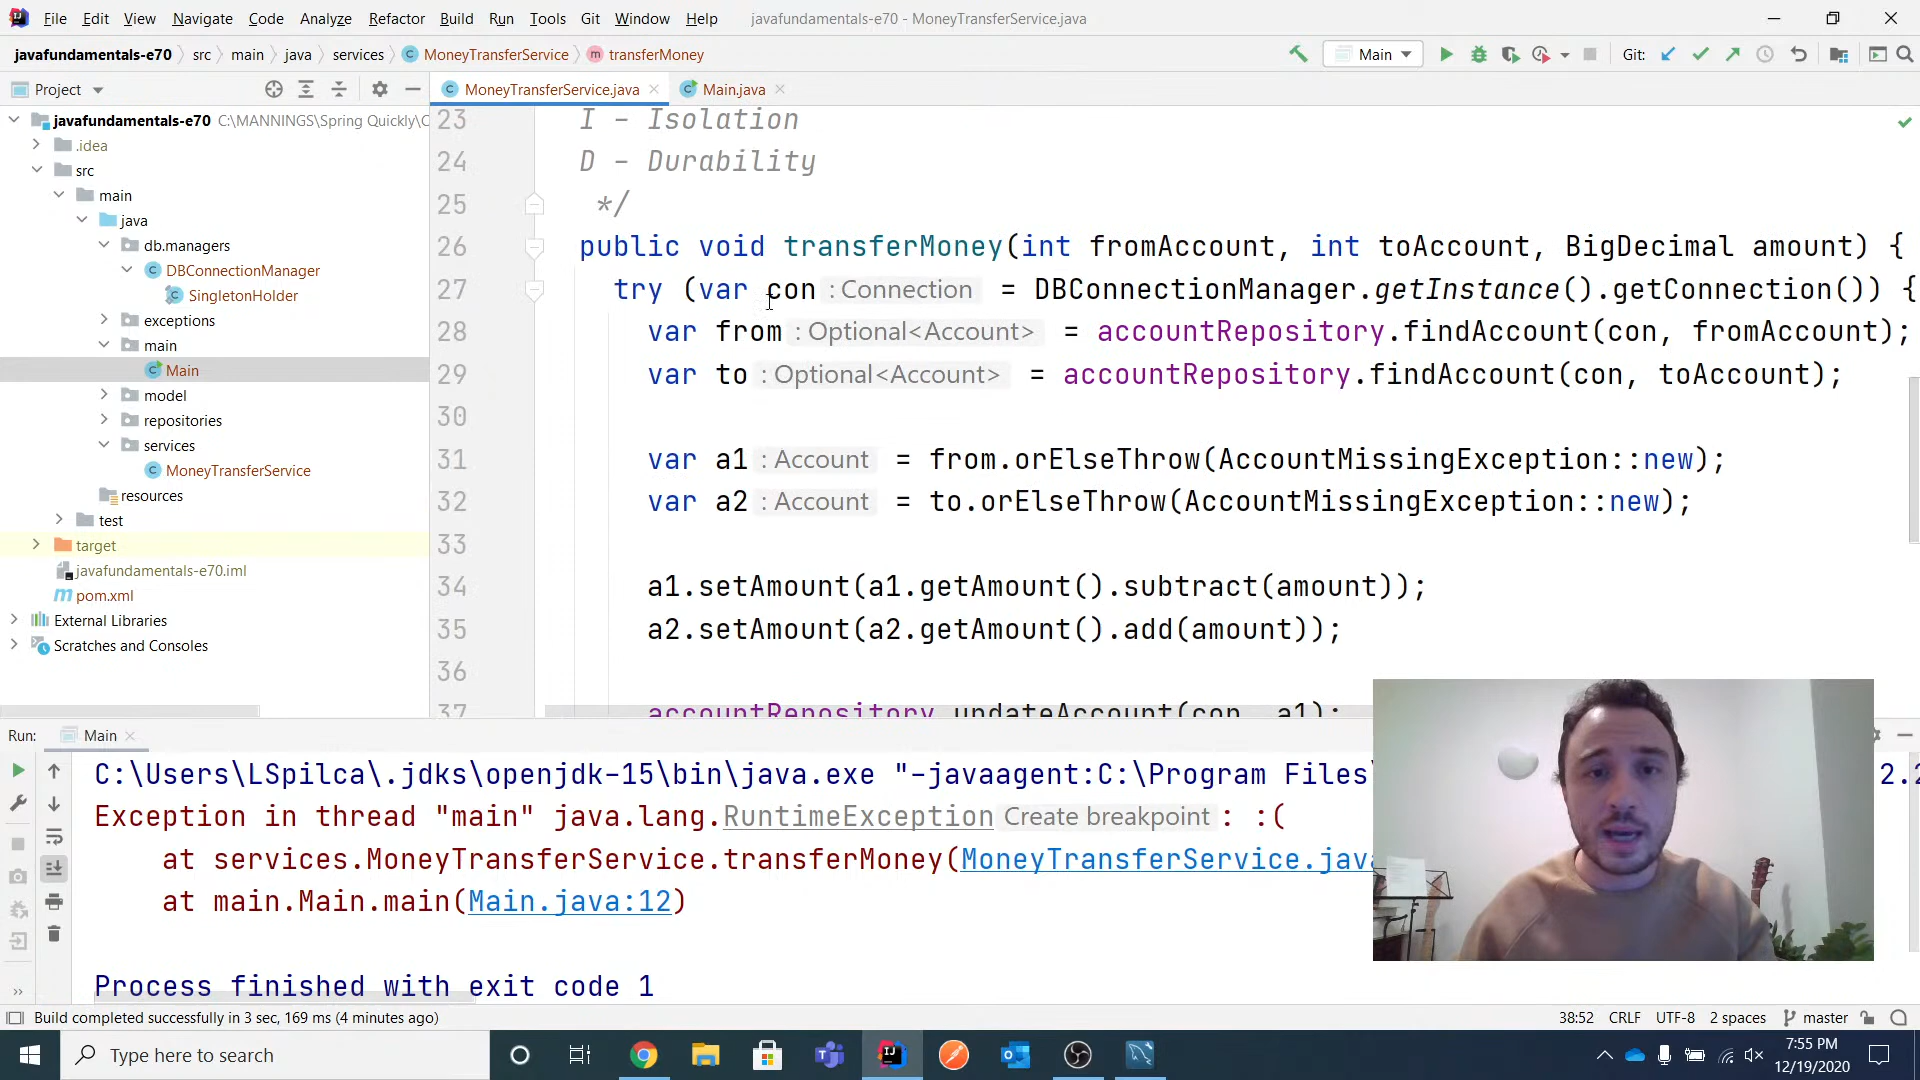 File Edit View Navigate Code Analyze Refactor Build Run Tools Git Window Help javafundamentals-e70 - MoneyTransferService.java
javafundamentals-e70 src main java services MoneyTransferService transferMoney Main Git:
Project
MoneyTransferService.java Main.java
javafundamentals-e70 C:\MANNINGS\Spring Quickly\C
.idea
src
main
java
db.managers
DBConnectionManager
SingletonHolder
exceptions
main
Main
model
repositories
services
MoneyTransferService
resources
test
target
javafundamentals-e70.iml
pom.xml
External Libraries
Scratches and Consoles
23 I - Isolation
24 D - Durability
25 */
26 public void transferMoney(int fromAccount, int toAccount, BigDecimal amount) {
27 try (var con : Connection = DBConnectionManager.getInstance().getConnection()) {
28 var from : Optional<Account> = accountRepository.findAccount(con, fromAccount);
29 var to : Optional<Account> = accountRepository.findAccount(con, toAccount);
30
31 var a1 : Account = from.orElseThrow(AccountMissingException::new);
32 var a2 : Account = to.orElseThrow(AccountMissingException::new);
33
34 a1.setAmount(a1.getAmount().subtract(amount));
35 a2.setAmount(a2.getAmount().add(amount));
36
37 accountRepository.updateAccount(con, a1);
Run: Main
C:\Users\LSpilca\.jdks\openjdk-15\bin\java.exe "-javaagent:C:\Program Files\ 2.2
Exception in thread "main" java.lang.RuntimeException Create breakpoint : :(
at services.MoneyTransferService.transferMoney(MoneyTransferService.java
at main.Main.main(Main.java:12)
Process finished with exit code 1
Build completed successfully in 3 sec, 169 ms (4 minutes ago) 38:52 CRLF UTF-8 2 spaces master
Type here to search 7:55 PM
12/19/2020